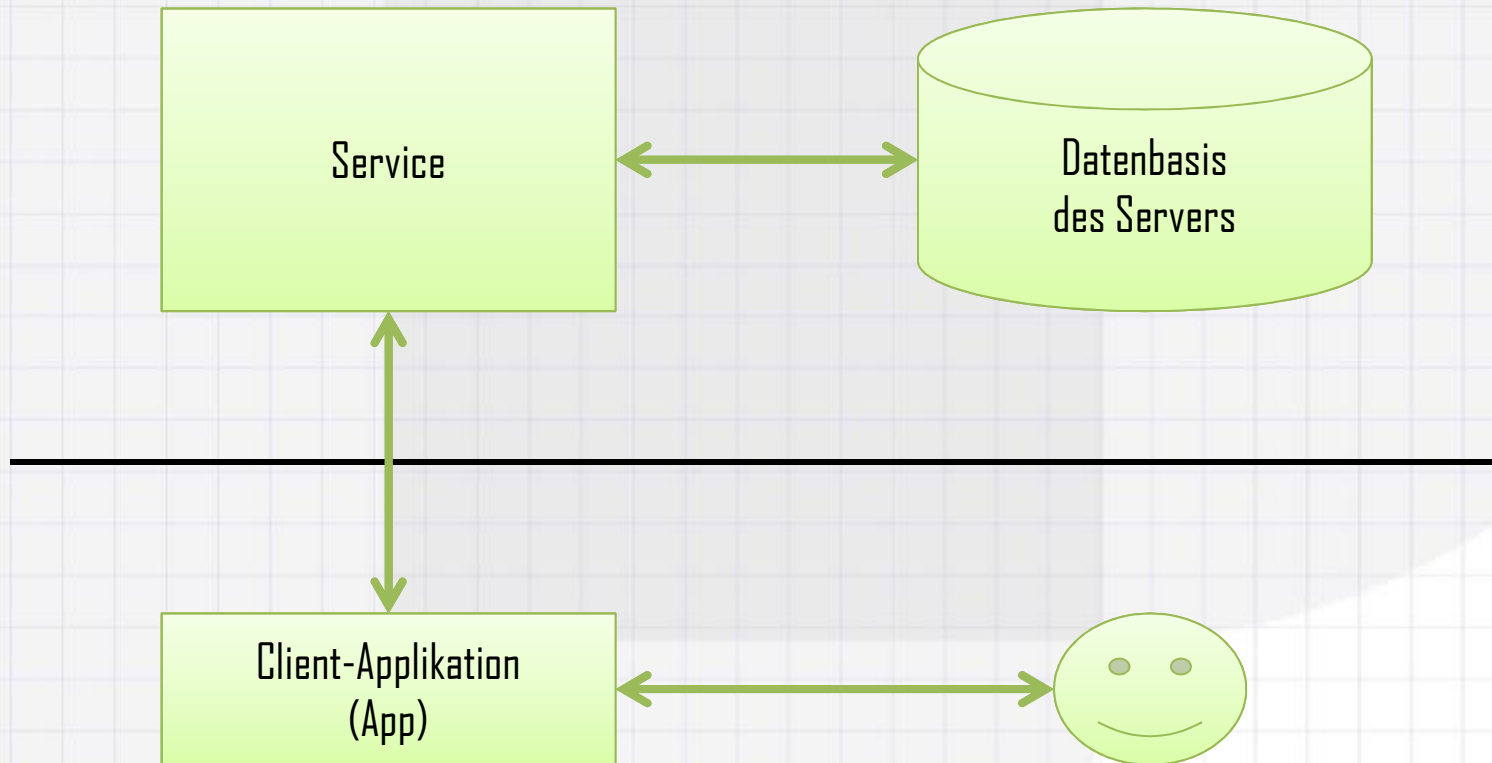 Service
Datenbasis
des Servers
Client-Applikation
(App)